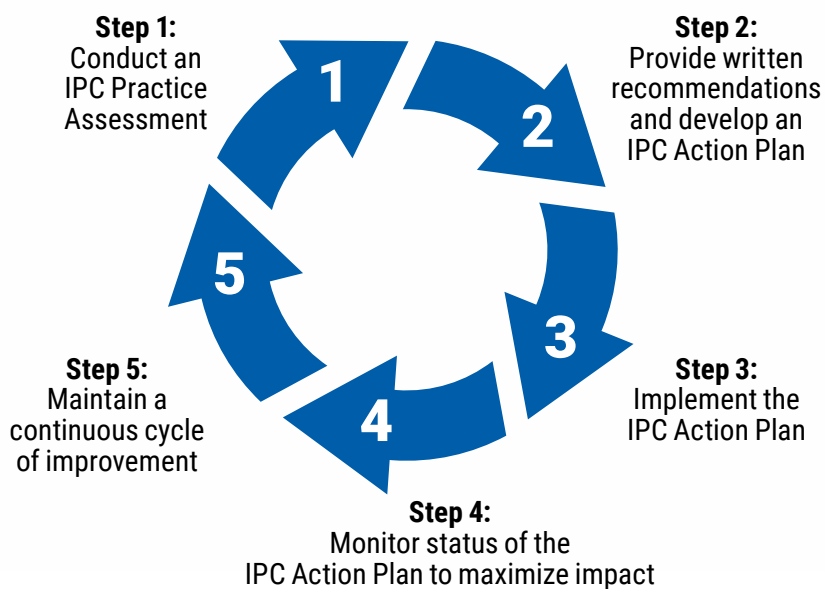 Step 1:
Conduct an
IPC Practice
Assessment
1
Step 2:
Provide written
recommendations
and develop an
IPC Action Plan
2
3
Step 3:
Implement the
IPC Action Plan
4
Step 4:
Monitor status of the
IPC Action Plan to maximize impact
5
Step 5:
Maintain a
continuous cycle
of improvement